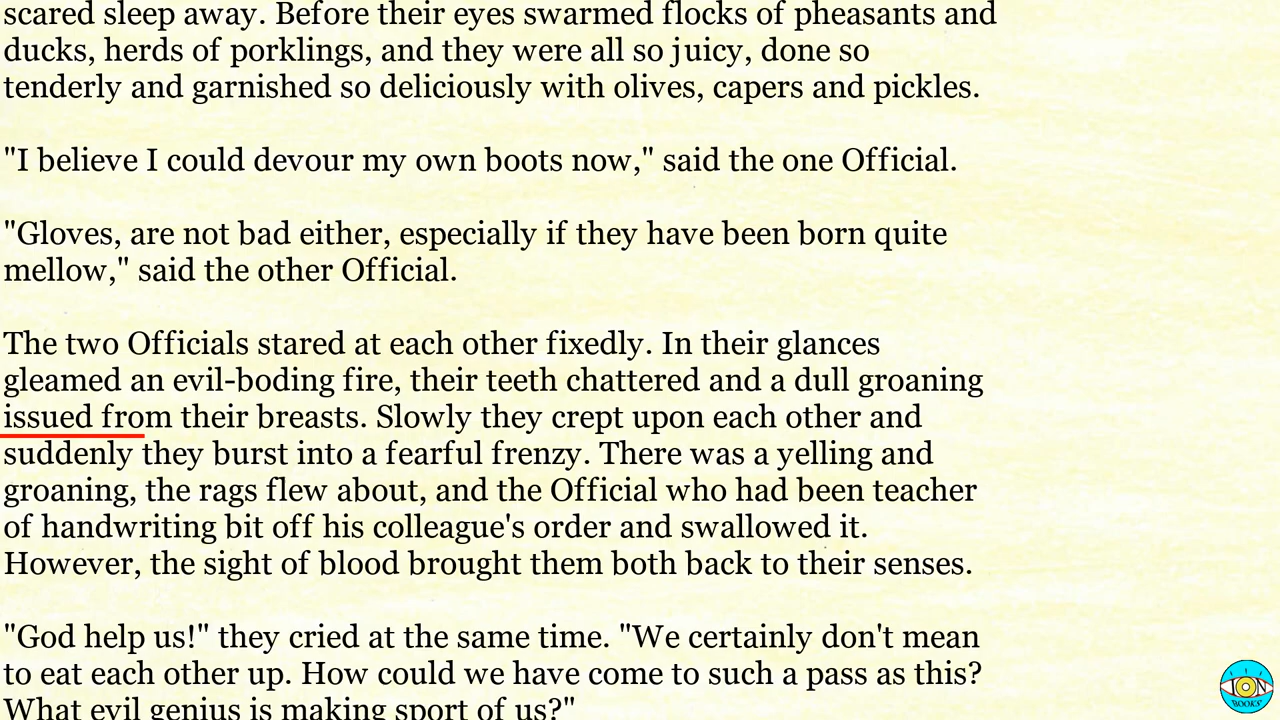 scared sleep away. Before their eyes swarmed flocks of pheasants and
ducks, herds of porklings, and they were all so juicy, done so
tenderly and garnished so deliciously with olives, capers and pickles.
"I believe I could devour my own boots now," said the one Official.
"Gloves, are not bad either, especially if they have been born quite
mellow," said the other Official.
The two Officials stared at each other fixedly. In their glances
gleamed an evil-boding fire, their teeth chattered and a dull groaning
issued from their breasts. Slowly they crept upon each other and
suddenly they burst into a fearful frenzy. There was a yelling and
groaning, the rags flew about, and the Official who had been teacher
of handwriting bit off his colleague's order and swallowed it.
However, the sight of blood brought them both back to their senses.
"God help us!" they cried at the same time. "We certainly don't mean
to eat each other up. How could we have come to such a pass as this?
What evil genius is making sport of us?"
ION
BOOKS